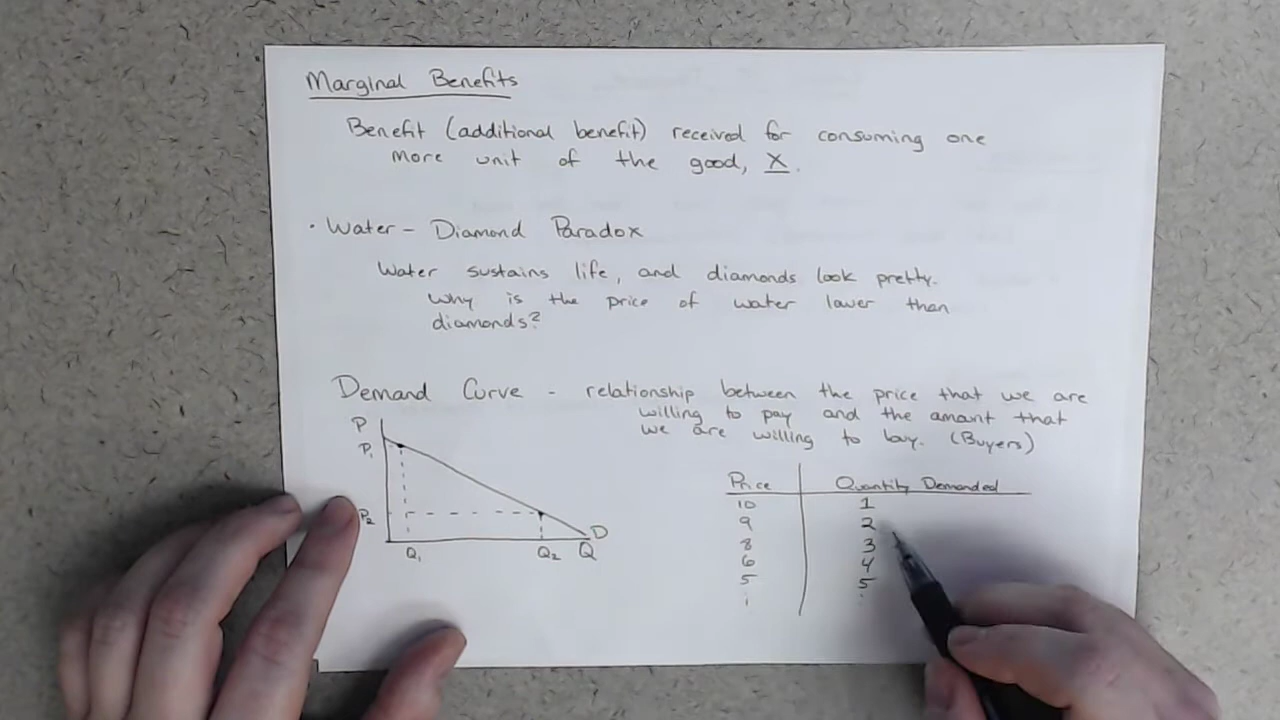 Marginal Benefits
Benefit (additional benefit) received for consuming one
more unit of the good, X.
· Water - Diamond Paradox
Water sustains life, and diamonds look pretty.
Why is the price of water lower than
diamonds?
Demand Curve - relationship between the price that we are
willing to pay and the amount that
we are willing to buy. (Buyers)
P
P1
P2
Q1 Q2 Q
D
Price Quantity Demanded
10 1
9 2
8 3
6 4
5 5